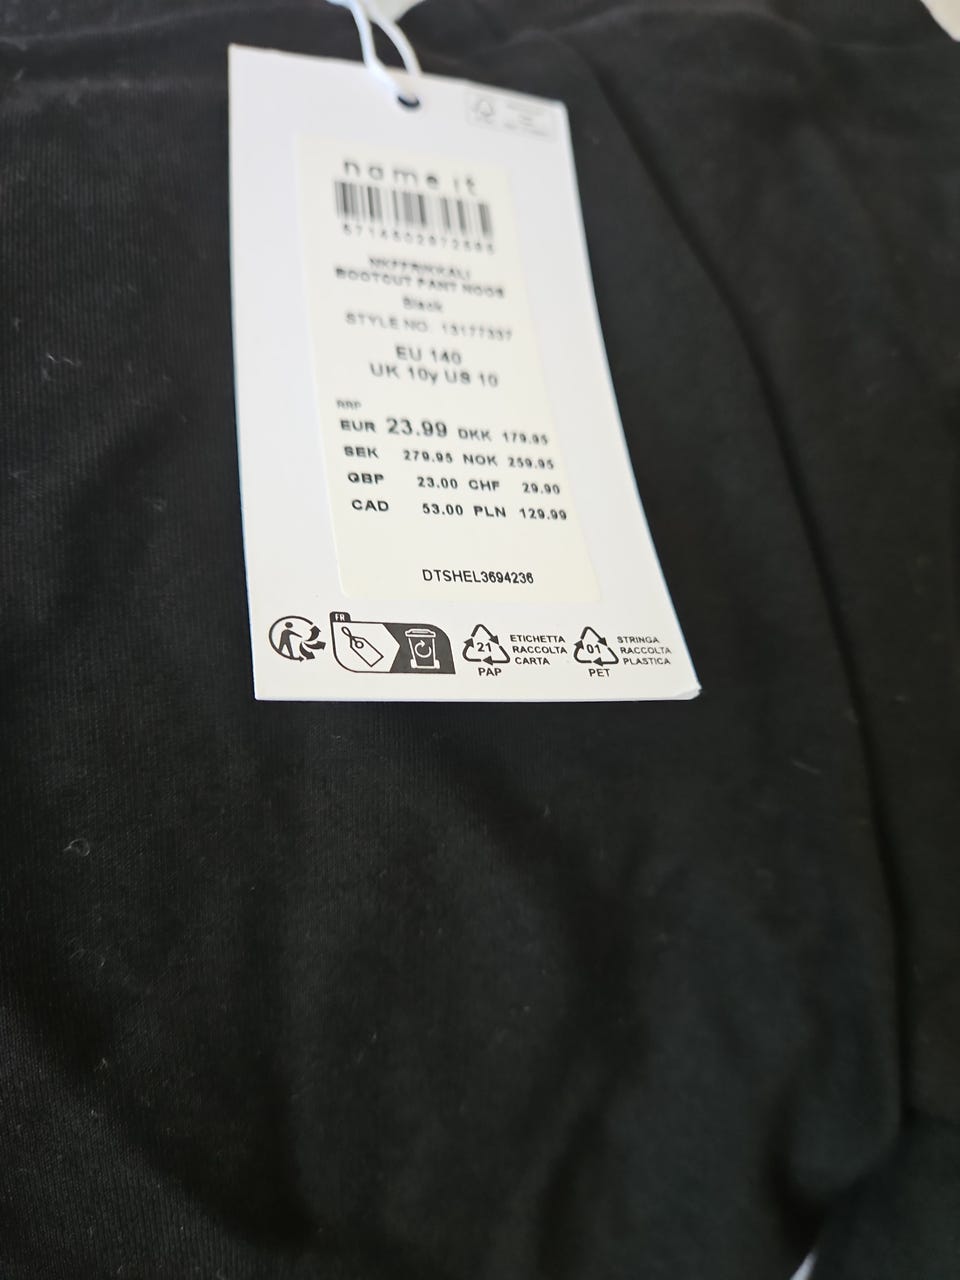 name it
BOOTCUT PANT NOOS
Black
STYLE NO. 13177337
EU 140
UK 10y US 10
RRP
EUR 23.99 DKK 179.95
SEK 279.95 NOK 259.95
GBP 23.00 CHF 29.90
CAD 53.00 PLN 129.99
DTSHEL3694236
FR
21
PAP
ETICHETTA
RACCOLTA
CARTA
01
PET
STRINGA
RACCOLTA
PLASTICA